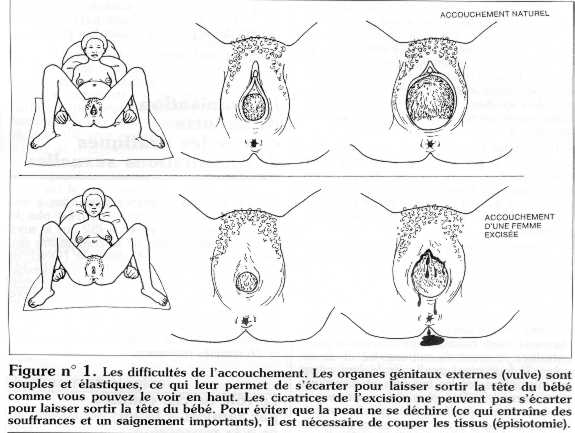 ACCOUCHEMENT NATUREL
ACCOUCHEMENT
D'UNE FEMME
EXCISÉE
Figure n° 1. Les difficultés de l'accouchement. Les organes génitaux externes (vulve) sont
souples et élastiques, ce qui leur permet de s'écarter pour laisser sortir la tête du bébé
comme vous pouvez le voir en haut. Les cicatrices de l'excision ne peuvent pas s'écarter
pour laisser sortir la tête du bébé. Pour éviter que la peau ne se déchire (ce qui entraîne des
souffrances et un saignement importants), il est nécessaire de couper les tissus (épisiotomie).